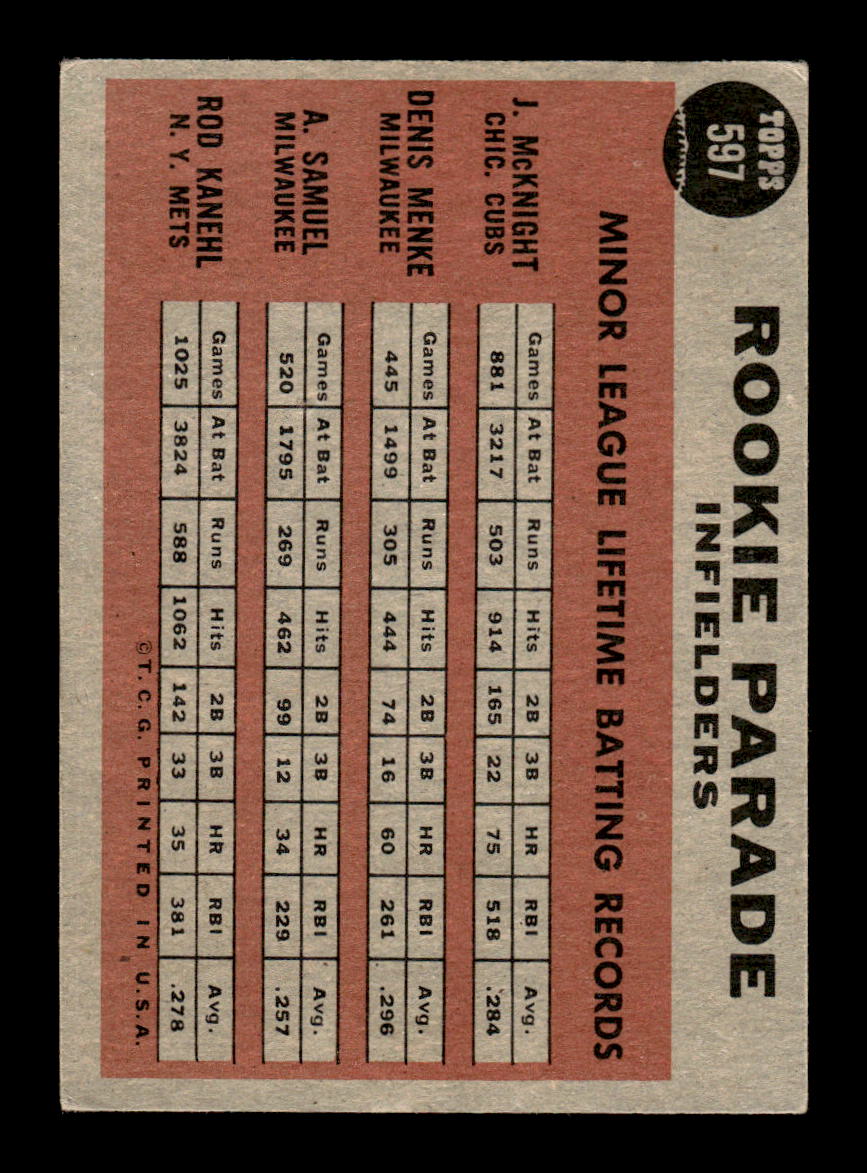 TOPPS
597
ROOKIE PARADE
INFIELDERS
MINOR LEAGUE LIFETIME BATTING RECORDS
J. McKNIGHT
CHIC. CUBS
Games At Bat Runs Hits 2B 3B HR RBI Avg.
881 3217 503 914 165 22 75 518 .284
DENIS MENKE
MILWAUKEE
Games At Bat Runs Hits 2B 3B HR RBI Avg.
445 1499 305 444 74 16 60 261 .296
A. SAMUEL
MILWAUKEE
Games At Bat Runs Hits 2B 3B HR RBI Avg.
520 1795 269 462 99 12 34 229 .257
ROD KANEHL
N. Y. METS
Games At Bat Runs Hits 2B 3B HR RBI Avg.
1025 3824 588 1062 142 33 35 381 .278
©T. C. G. PRINTED IN U.S.A.